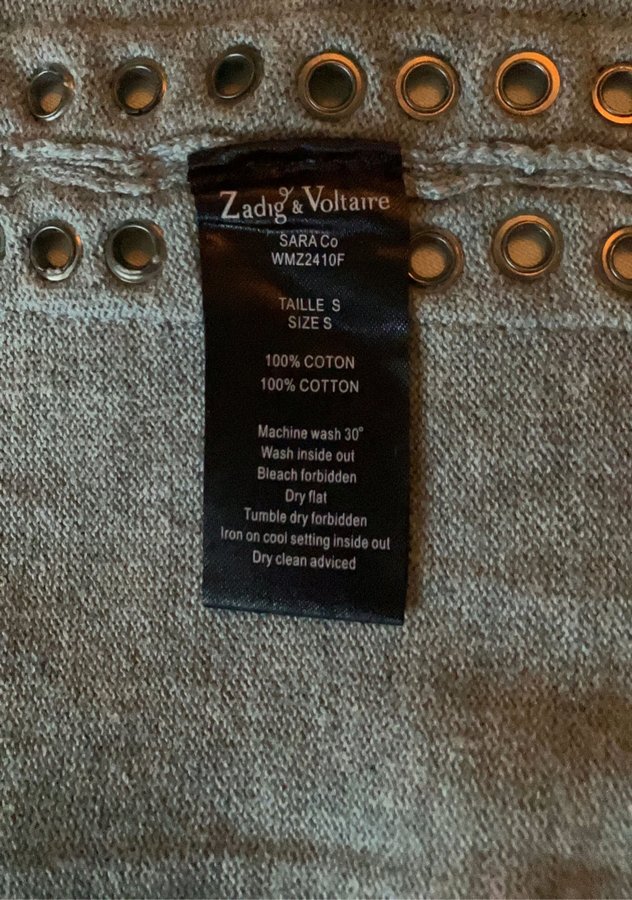 Zadig & Voltaire
SARA Co
WMZ2410F
TAILLE S
SIZE S
100% COTON
100% COTTON
Machine wash 30°
Wash inside out
Bleach forbidden
Dry flat
Tumble dry forbidden
Iron on cool setting inside out
Dry clean adviced